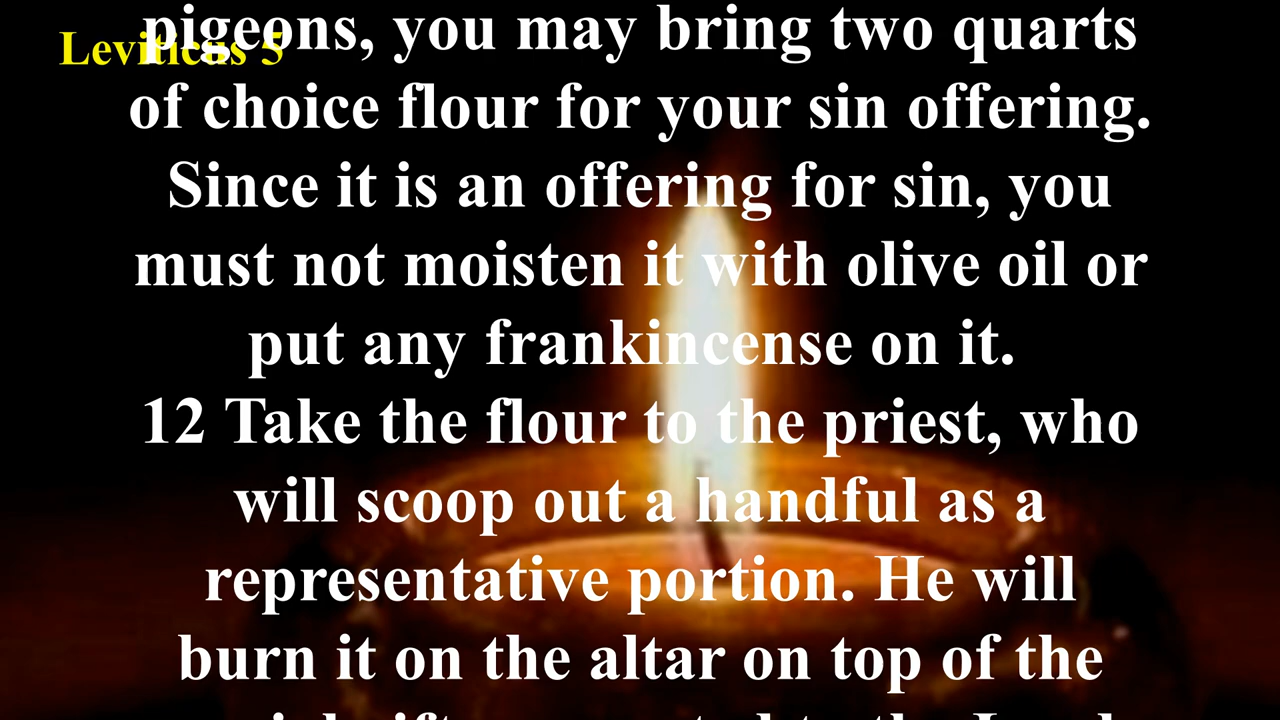 Leviticus 5
pigeons, you may bring two quarts
of choice flour for your sin offering.
Since it is an offering for sin, you
must not moisten it with olive oil or
put any frankincense on it.
12 Take the flour to the priest, who
will scoop out a handful as a
representative portion. He will
burn it on the altar on top of the